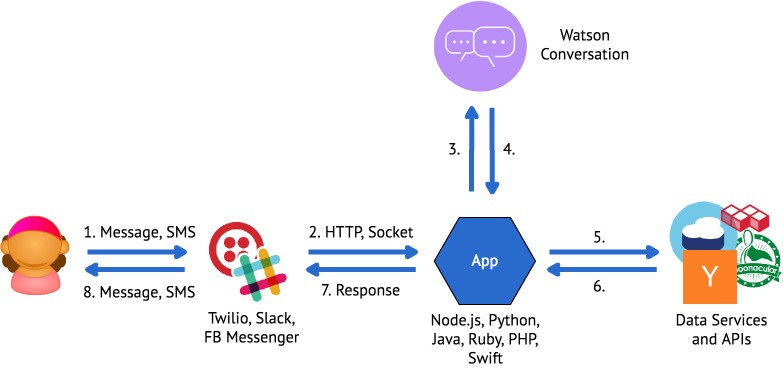 Watson
Conversation
3.
4.
1. Message, SMS
2. HTTP, Socket
5.
App
Y
oonacular
8. Message, SMS
7. Response
6.
Twilio, Slack,
FB Messenger
Node.js, Python,
Java, Ruby, PHP,
Swift
Data Services
and APIs